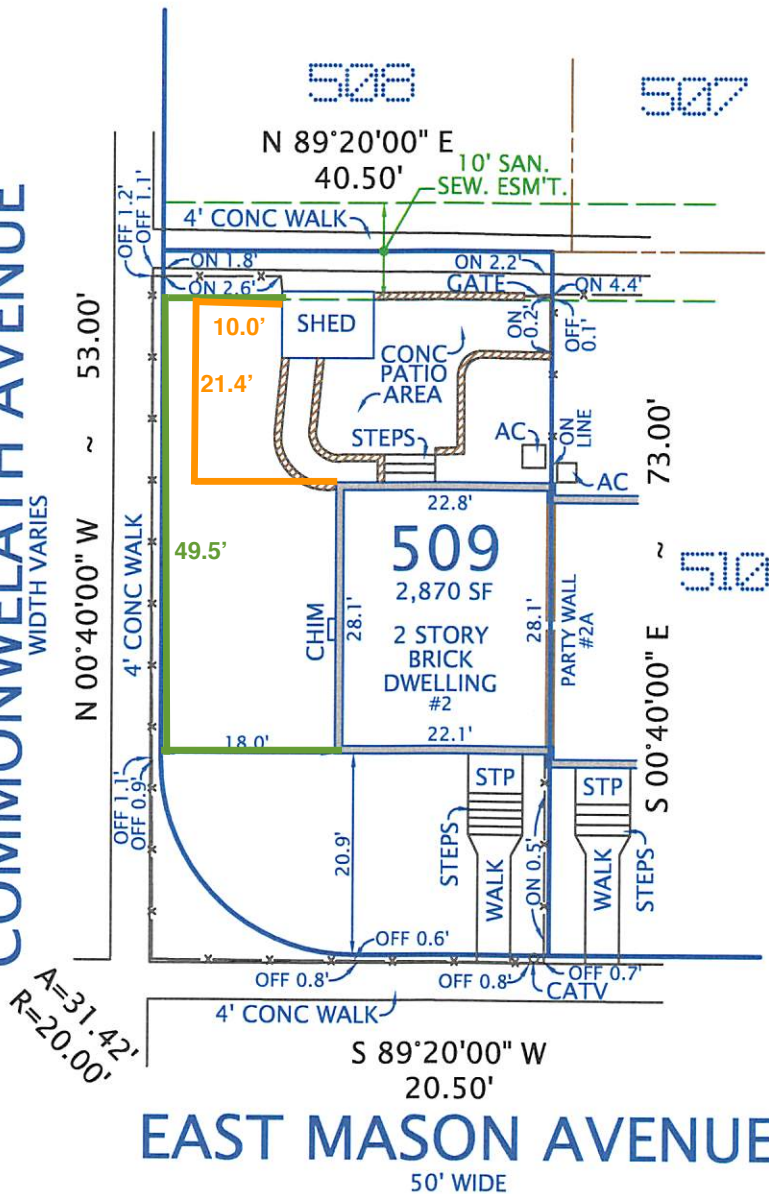 508
507
N 89°20'00" E
40.50'
10' SAN.
SEW. ESM'T.
4' CONC WALK
OFF 1.2'
OFF 1.1'
ON 1.8'
ON 2.2'
ON 2.6'
GATE
ON 4.4'
ON
0.2'
OFF
0.1'
10.0'
SHED
21.4'
CONC
PATIO
AREA
STEPS
AC
ON
LINE
AC
53.00'
~
N 00°40'00" W
COMMONWELATH AVENUE
WIDTH VARIES
4' CONC WALK
49.5'
73.00'
~
S 00°40'00" E
22.8'
509
2,870 SF
2 STORY
BRICK
DWELLING
#2
CHIM
28.1'
28.1'
PARTY WALL
#2A
510
18.0'
22.1'
OFF 1.1'
OFF 0.9'
20.9'
STP
STEPS
WALK
ON 0.5'
STP
STEPS
WALK
OFF 0.6'
OFF 0.8'
OFF 0.8'
OFF 0.7'
CATV
4' CONC WALK
A=31.42'
R=20.00'
S 89°20'00" W
20.50'
EAST MASON AVENUE
50' WIDE